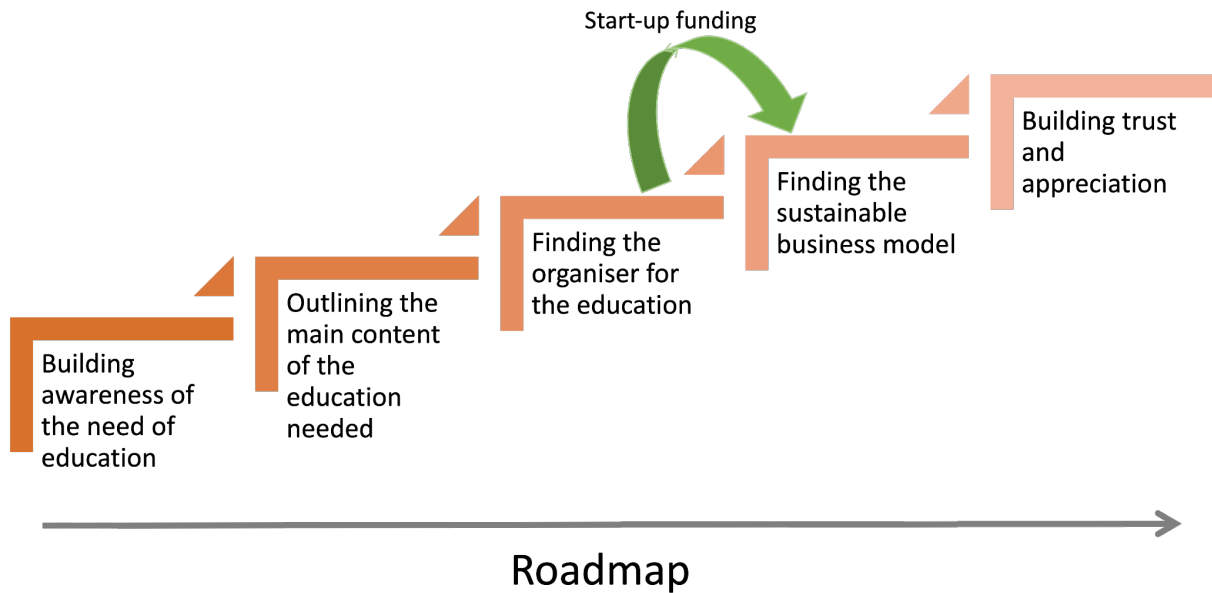 Start-up funding
Building
awareness of
the need of
education
Outlining the
main content
of the
education
needed
Finding the
organiser for
the education
Finding the
sustainable
business model
Building trust
and
appreciation
Roadmap